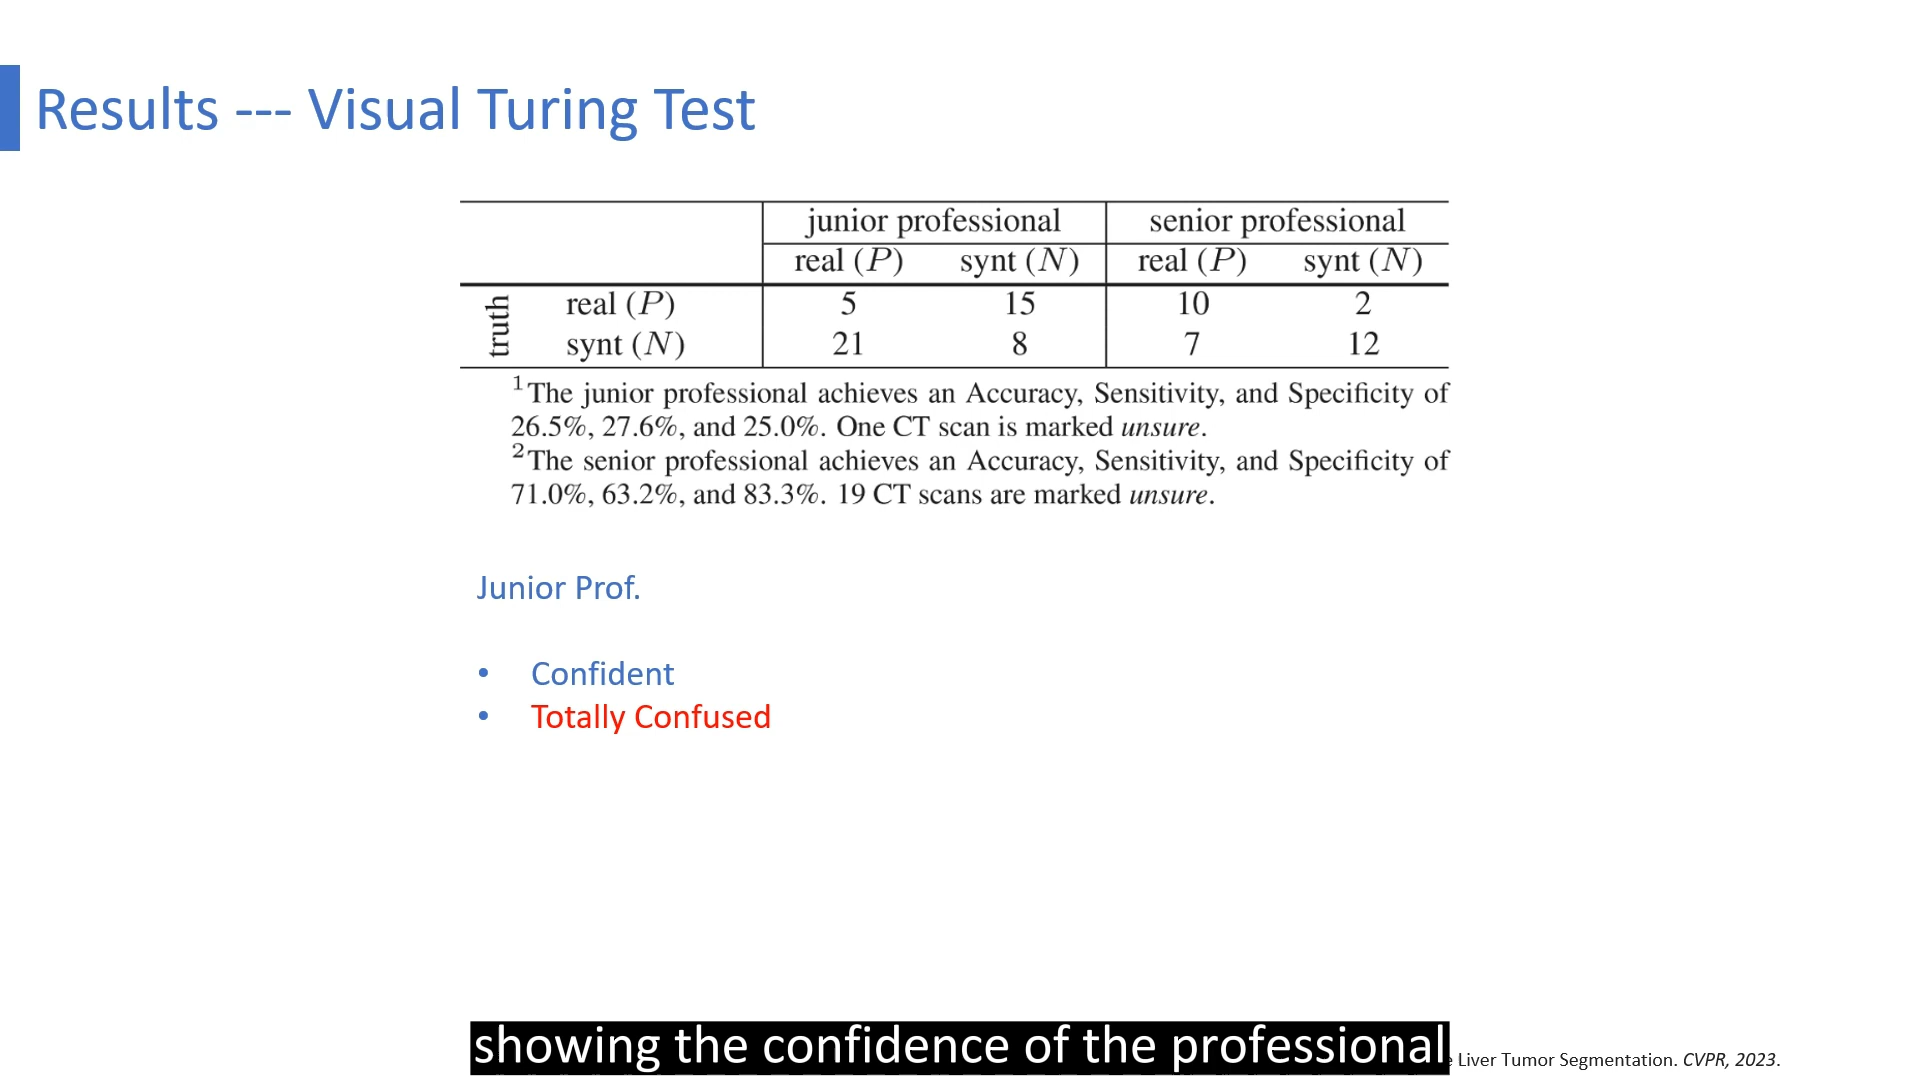 Results --- Visual Turing Test
junior professional senior professional
real (P) synt (N) real (P) synt (N)
truth
real (P) 5 15 10 2
synt (N) 21 8 7 12
1 The junior professional achieves an Accuracy, Sensitivity, and Specificity of
26.5%, 27.6%, and 25.0%. One CT scan is marked unsure.
2 The senior professional achieves an Accuracy, Sensitivity, and Specificity of
71.0%, 63.2%, and 83.3%. 19 CT scans are marked unsure.
Junior Prof.
• Confident
• Totally Confused
showing the confidence of the professional
Liver Tumor Segmentation. CVPR, 2023.